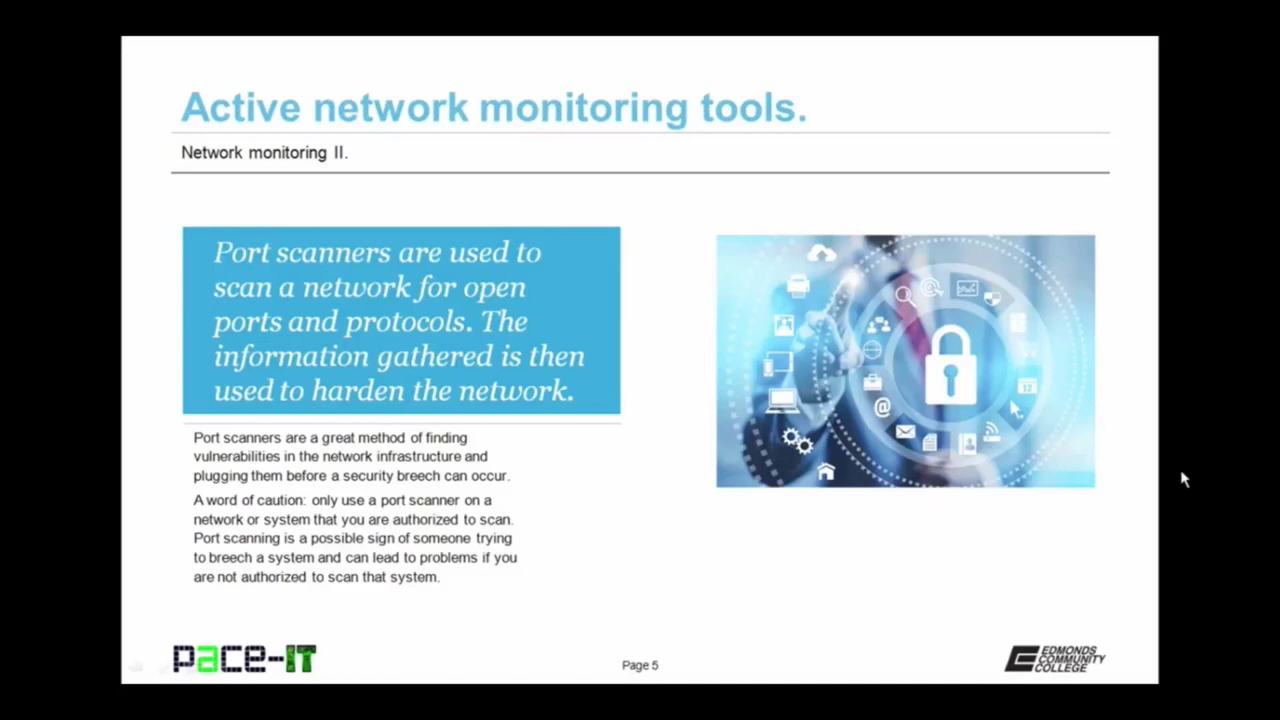 Active network monitoring tools.
Network monitoring II.
Port scanners are used to
scan a network for open
ports and protocols. The
information gathered is then
used to harden the network.
Port scanners are a great method of finding
vulnerabilities in the network infrastructure and
plugging them before a security breech can occur.
A word of caution: only use a port scanner on a
network or system that you are authorized to scan.
Port scanning is a possible sign of someone trying
to breech a system and can lead to problems if you
are not authorized to scan that system.
12
@
pace-IT
Page 5
EDMONDS
COMMUNITY
COLLEGE